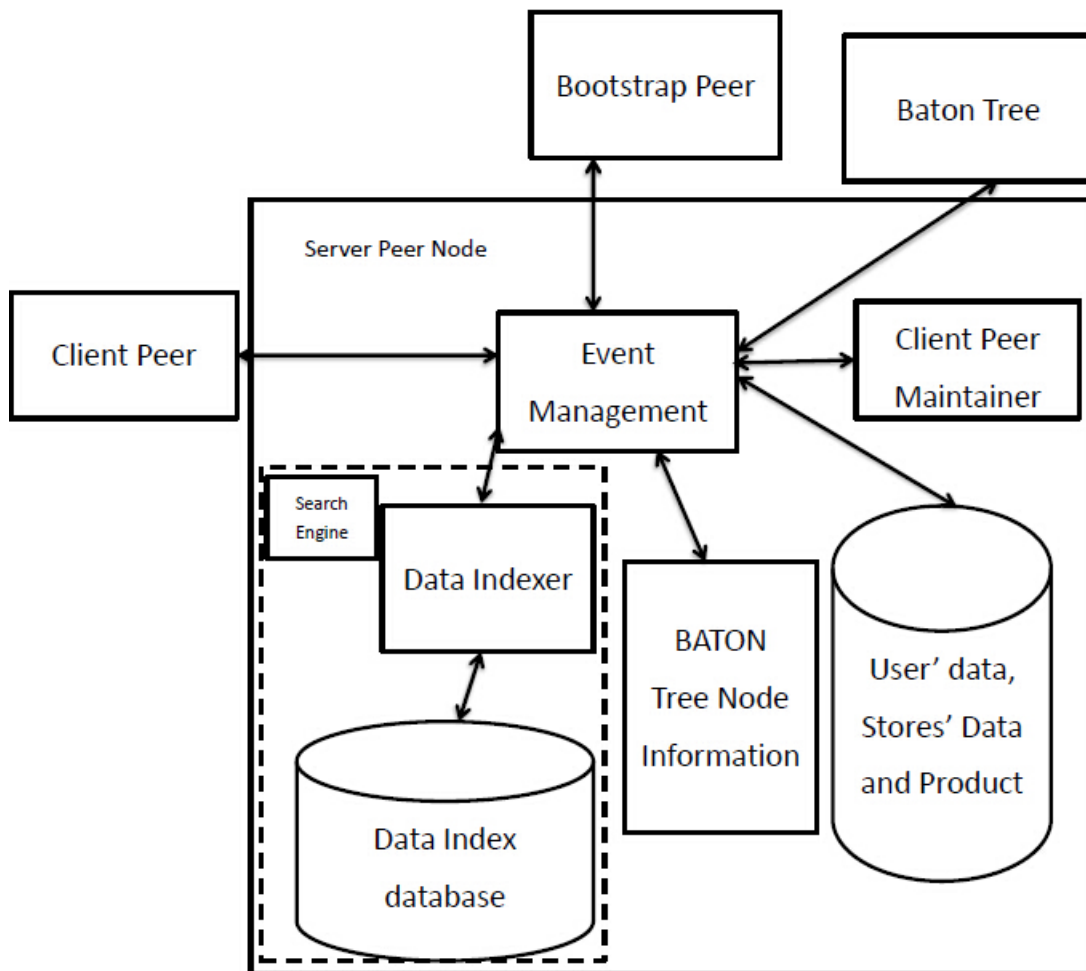 Bootstrap Peer
Baton Tree
Server Peer Node
Client Peer
Event
Management
Client Peer
Maintainer
Search
Engine
Data Indexer
BATON
Tree Node
Information
User’ data,
Stores’ Data
and Product
Data Index
database